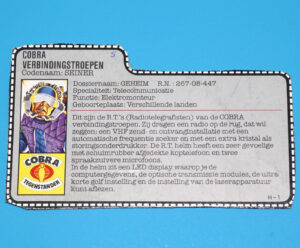 COBRA
VERBINDINGSTROEPEN
Codenaam: SEINER
Dossiernaam: GEHEIM R.N.: 267-08-447
Specialiteit: Telecommunicatie
Functie: Elektromonteur
Geboorteplaats: Verschillende landen
Dit zijn de R.T.'s (Radiotelegrafisten) van de COBRA
verbindingstroepen. Zij dragen een radio op de rug, dat wil
zeggen: een VHF zend- en ontvanginstallatie met een
automatische frequentie zoeker en met een extra kristal als
storingsonderdrukker. De R.T. helm heeft een zeer gevoelige
met schuimrubber afgedekte koptelefoon en twee
spraakzuivere microfoons.
In de helm zit een LED display waarop je de
computergegevens, de optische transmissie modules, de ultra
korte golf instelling en de instelling van de laserapparatuur
kunt aflezen.
COBRA
TEGENSTANDER
H-1